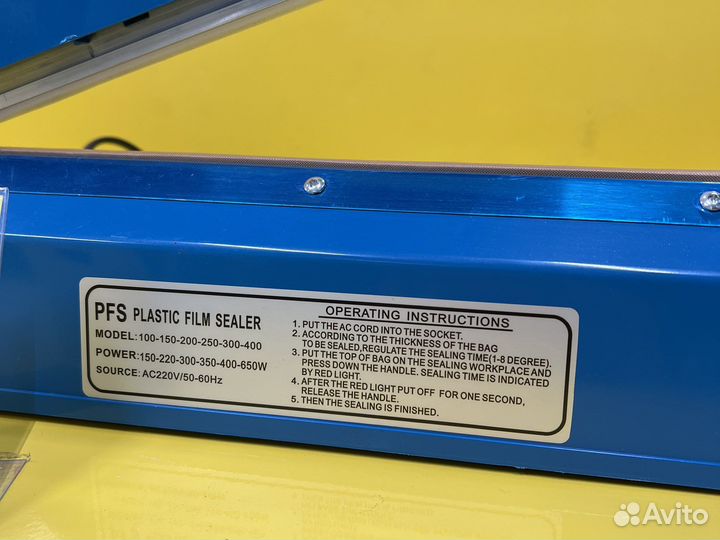 PFS PLASTIC FILM SEALER
MODEL:100-150-200-250-300-400
POWER:150-220-300-350-400-650W
SOURCE: AC220V/50-60Hz
OPERATING INSTRUCTIONS
1. PUT THE AC CORD INTO THE SOCKET.
2. ACCORDING TO THE THICKNESS OF THE BAG
TO BE SEALED,REGULATE THE SEALING TIME(1-8 DEGREE).
3. PUT THE TOP OF BAG ON THE SEALING WORKPLACE AND
PRESS DOWN THE HANDLE. SEALING TIME IS INDICATED
BY RED LIGHT.
4. AFTER THE RED LIGHT PUT OFF FOR ONE SECOND,
RELEASE THE HANDLE.
5. THEN THE SEALING IS FINISHED.
Avito